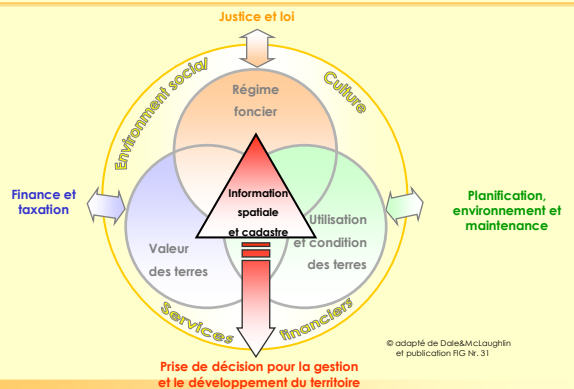 Justice et loi
Environment social
Culture
Régime
foncier
Finance et
taxation
Information
spatiale
et cadastre
Planification,
environnement et
maintenance
Valeur
des terres
Utilisation
et condition
des terres
Services financiers
© adapté de Dale&McLaughlin
et publication FIG Nr. 31
Prise de décision pour la gestion
et le développement du territoire